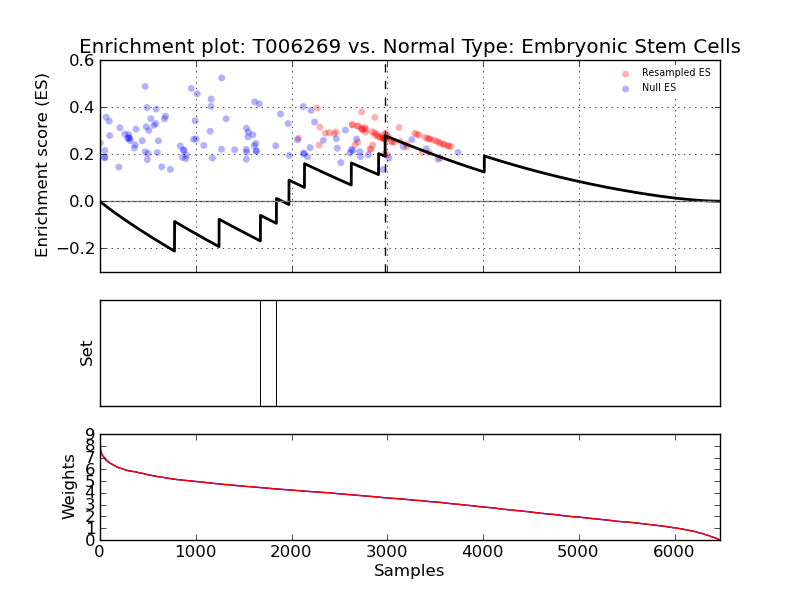 Enrichment plot: T006269 vs. Normal Type: Embryonic Stem Cells
Enrichment score (ES)
0.6
0.4
0.2
0.0
−0.2
Resampled ES
Null ES
Set
Weights
9
8
7
6
5
4
3
2
1
0
0 1000 2000 3000 4000 5000 6000
Samples